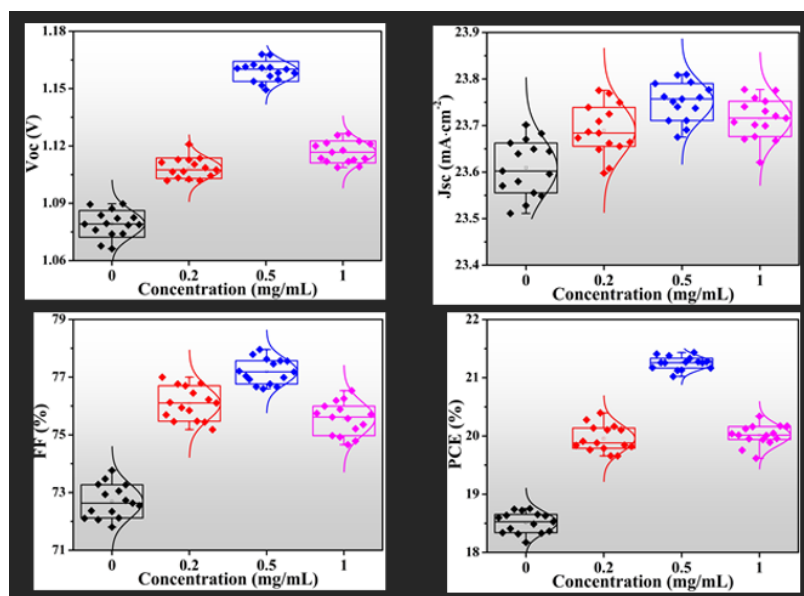 1.18
1.15
1.12
1.09
1.06
Voc (V)
0 0.2 0.5 1
Concentration (mg/mL)
23.9
23.8
23.7
23.6
23.5
23.4
Jsc (mA·cm⁻²)
0 0.2 0.5 1
Concentration (mg/mL)
79
77
75
73
71
FF (%)
0 0.2 0.5 1
Concentration (mg/mL)
22
21
20
19
18
PCE (%)
0 0.2 0.5 1
Concentration (mg/mL)